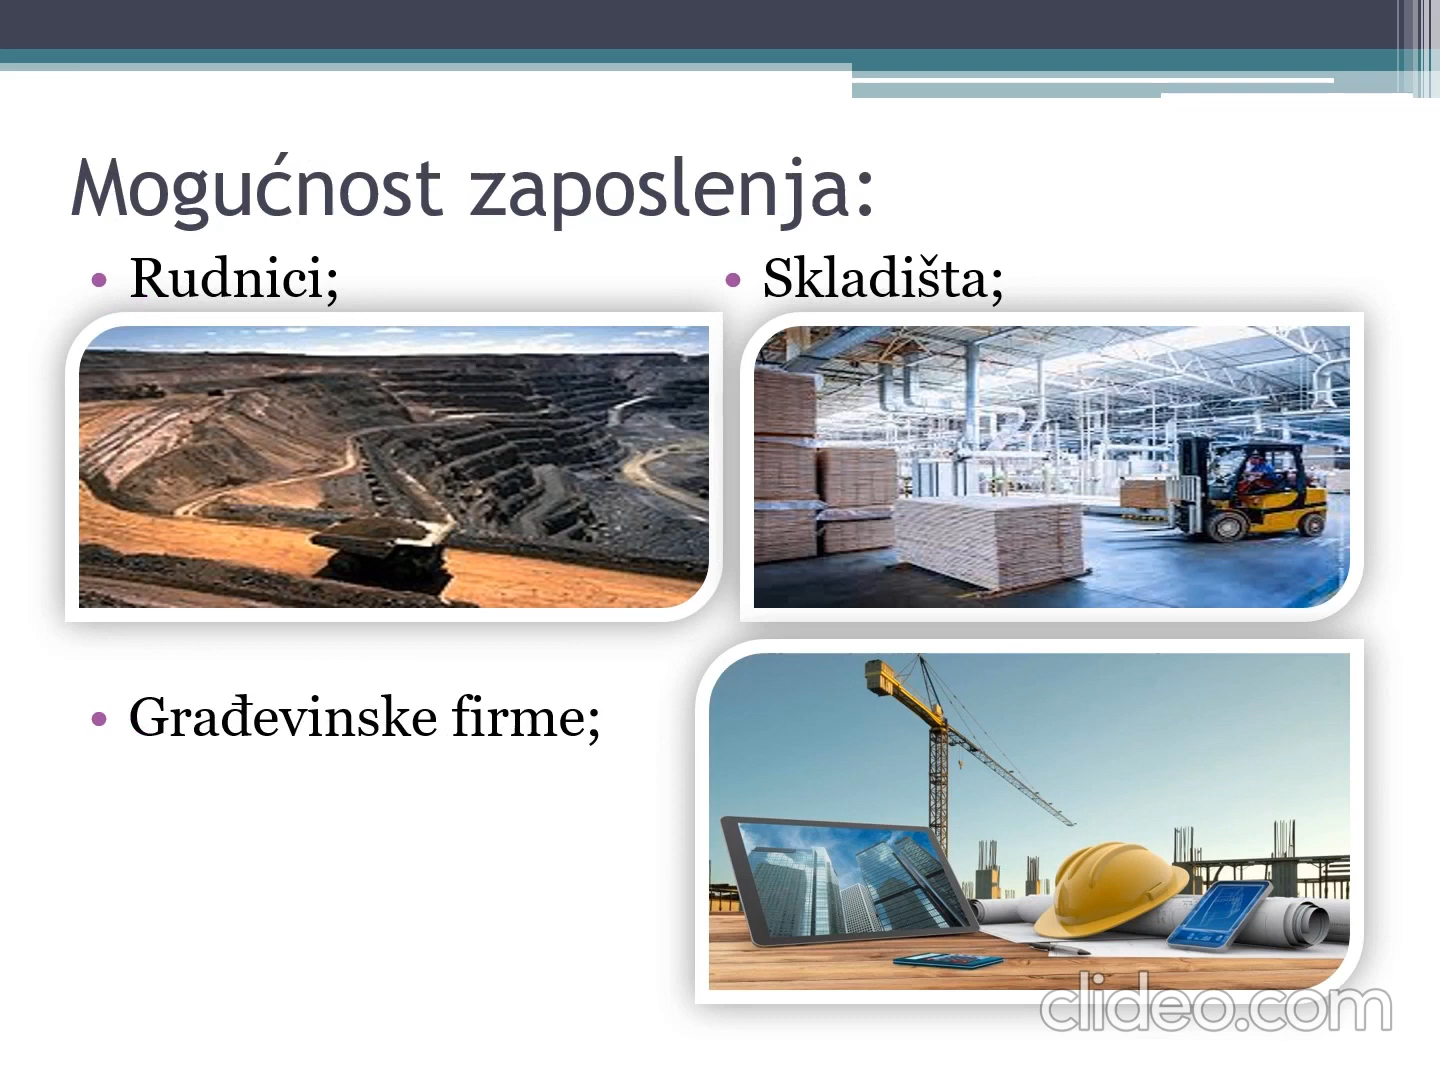 Mogućnost zaposlenja:
• Rudnici;
• Skladišta;
• Građevinske firme;
clideo.com